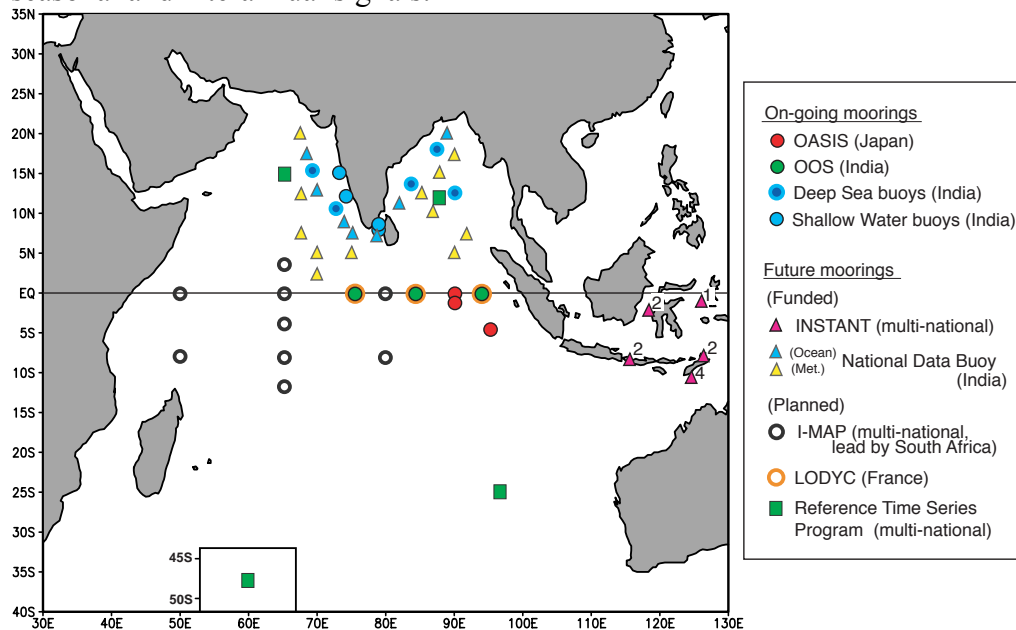 seasonal and interannual signals.
35N
30N
25N
20N
15N
10N
5N
EQ
5S
10S
15S
20S
25S
30S
35S
40S
30E 40E 50E 60E 70E 80E 90E 100E 110E 120E 130E
45S
50S
1
2
2
2
4
On-going moorings
OASIS (Japan)
OOS (India)
Deep Sea buoys (India)
Shallow Water buoys (India)
Future moorings
(Funded)
INSTANT (multi-national)
(Ocean)
(Met.)
National Data Buoy
(India)
(Planned)
I-MAP (multi-national,
lead by South Africa)
LODYC (France)
Reference Time Series
Program (multi-national)